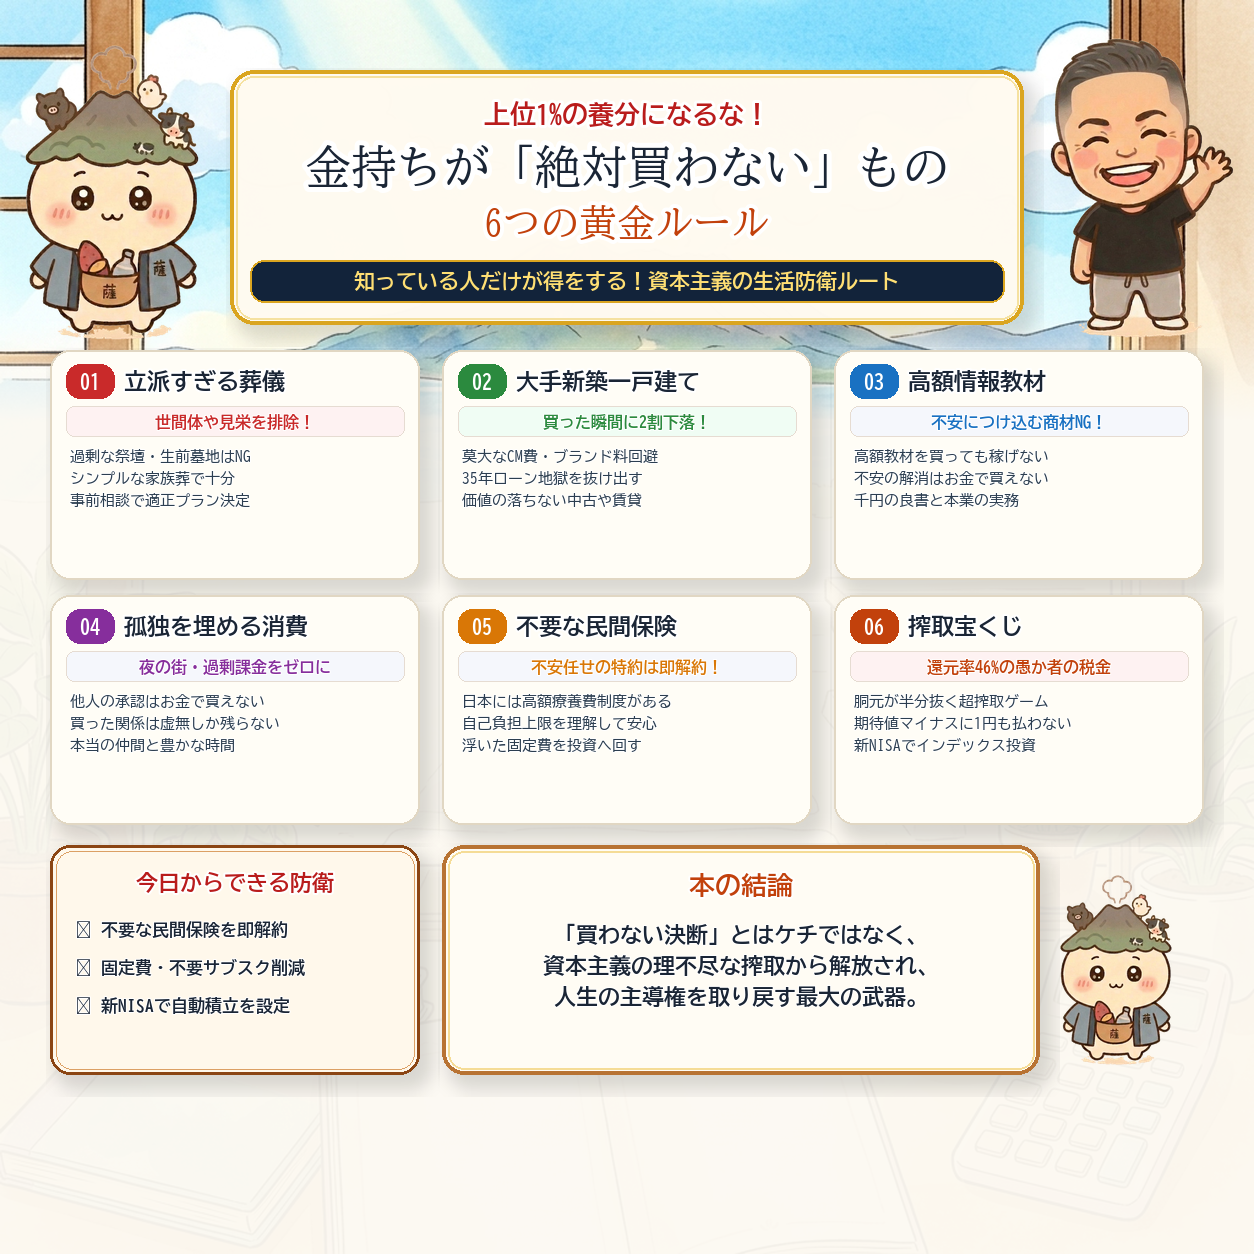 上位1%の養分になるな！
金持ちが「絶対買わない」もの
6つの黄金ルール
知っている人だけが得をする！資本主義の生活防衛ルート
薩
薩
01 立派すぎる葬儀
世間体や見栄を排除！
過剰な祭壇・生前墓地はNG
シンプルな家族葬で十分
事前相談で適正プラン決定
02 大手新築一戸建て
買った瞬間に2割下落！
莫大なCM費・ブランド料回避
35年ローン地獄を抜け出す
価値の落ちない中古や賃貸
03 高額情報教材
不安につけ込む商材NG！
高額教材を買っても稼げない
不安の解消はお金で買えない
千円の良書と本業の実務
04 孤独を埋める消費
夜の街・過剰課金をゼロに
他人の承認はお金で買えない
買った関係は虚無しか残らない
本当の仲間と豊かな時間
05 不要な民間保険
不安任せの特約は即解約！
日本には高額療養費制度がある
自己負担上限を理解して安心
浮いた固定費を投資へ回す
06 搾取宝くじ
還元率46%の愚か者の税金
胴元が半分抜く超搾取ゲーム
期待値マイナスに1円も払わない
新NISAでインデックス投資
今日からできる防衛
不要な民間保険を即解約
固定費・不要サブスク削減
新NISAで自動積立を設定
本の結論
「買わない決断」とはケチではなく、
資本主義の理不尽な搾取から解放され、
人生の主導権を取り戻す最大の武器。
薩
薩